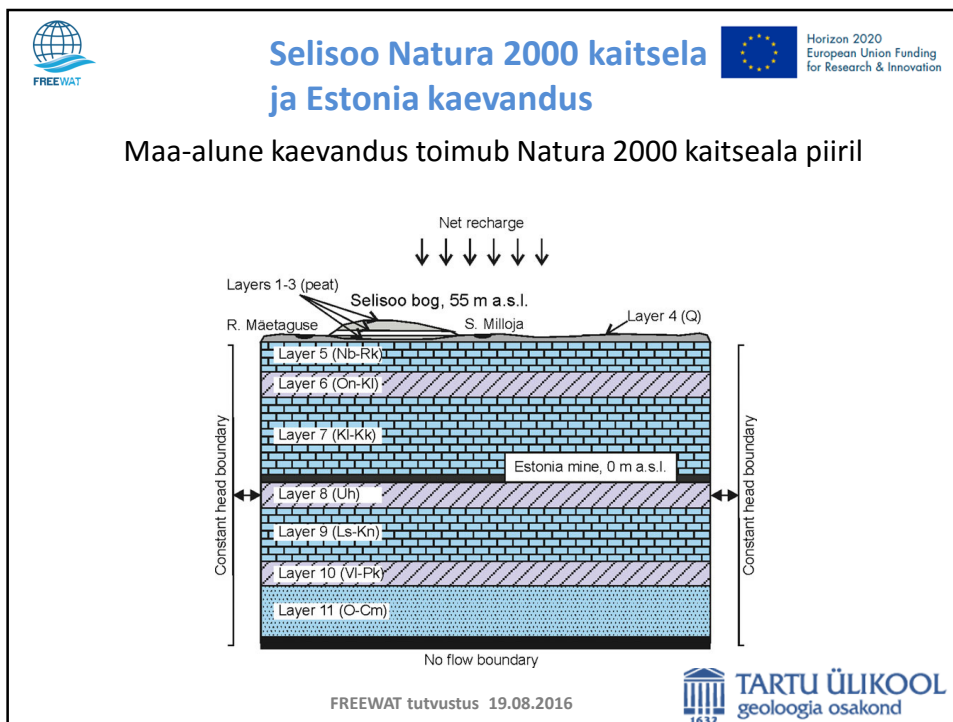 FREEWAT
Selisoo Natura 2000 kaitsela
ja Estonia kaevandus
Horizon 2020
European Union Funding
for Research & Innovation
Maa-alune kaevandus toimub Natura 2000 kaitseala piiril
Net recharge
Layers 1-3 (peat)
Selisoo bog, 55 m a.s.l.
R. Mäetaguse
S. Milloja
Layer 4 (Q)
Layer 5 (Nb-Rk)
Layer 6 (On-Kl)
Layer 7 (Kl-Kk)
Estonia mine, 0 m a.s.l.
Constant head boundary
Constant head boundary
Layer 8 (Uh)
Layer 9 (Ls-Kn)
Layer 10 (Vl-Pk)
Layer 11 (O-Cm)
No flow boundary
FREEWAT tutvustus 19.08.2016
TARTU ÜLIKOOL
geoloogia osakond
1632